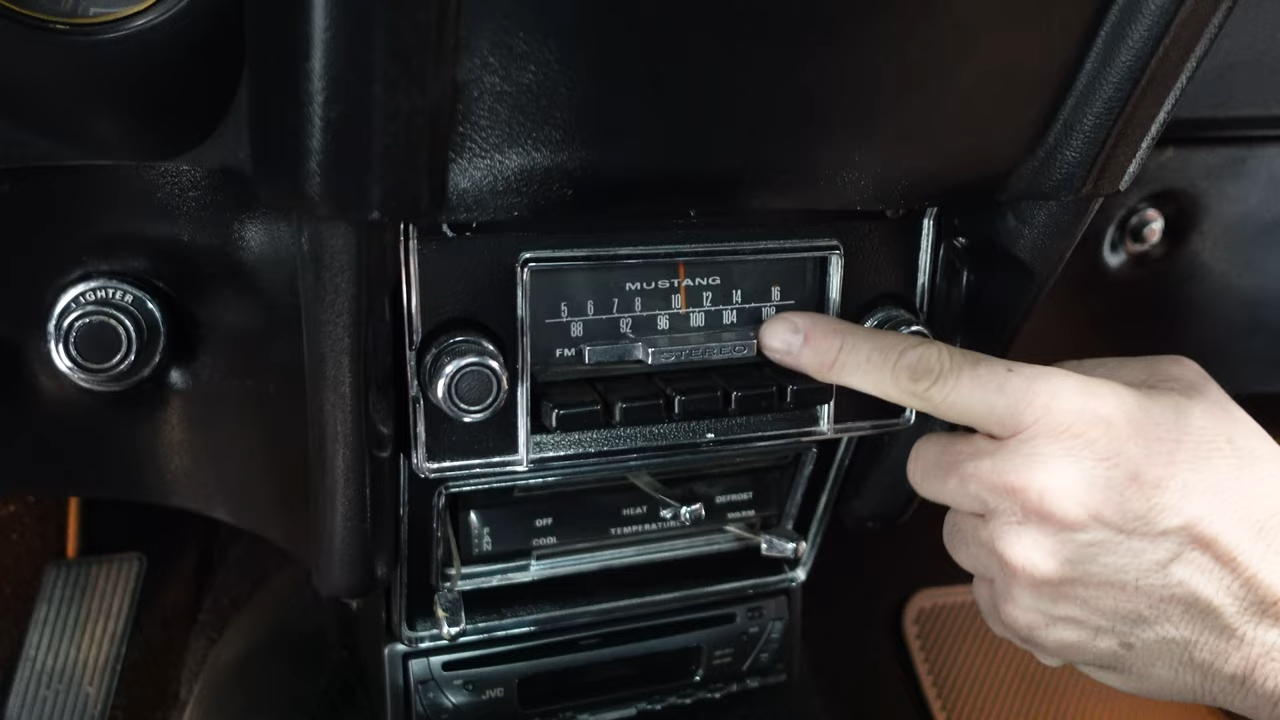 LIGHTER
MUSTANG
5 6 7 8 10 12 14 16
88 92 96 100 104 108
FM STEREO
HEAT DEFROST
OFF
FAN
TEMPERATURE WARM
COOL
JVC